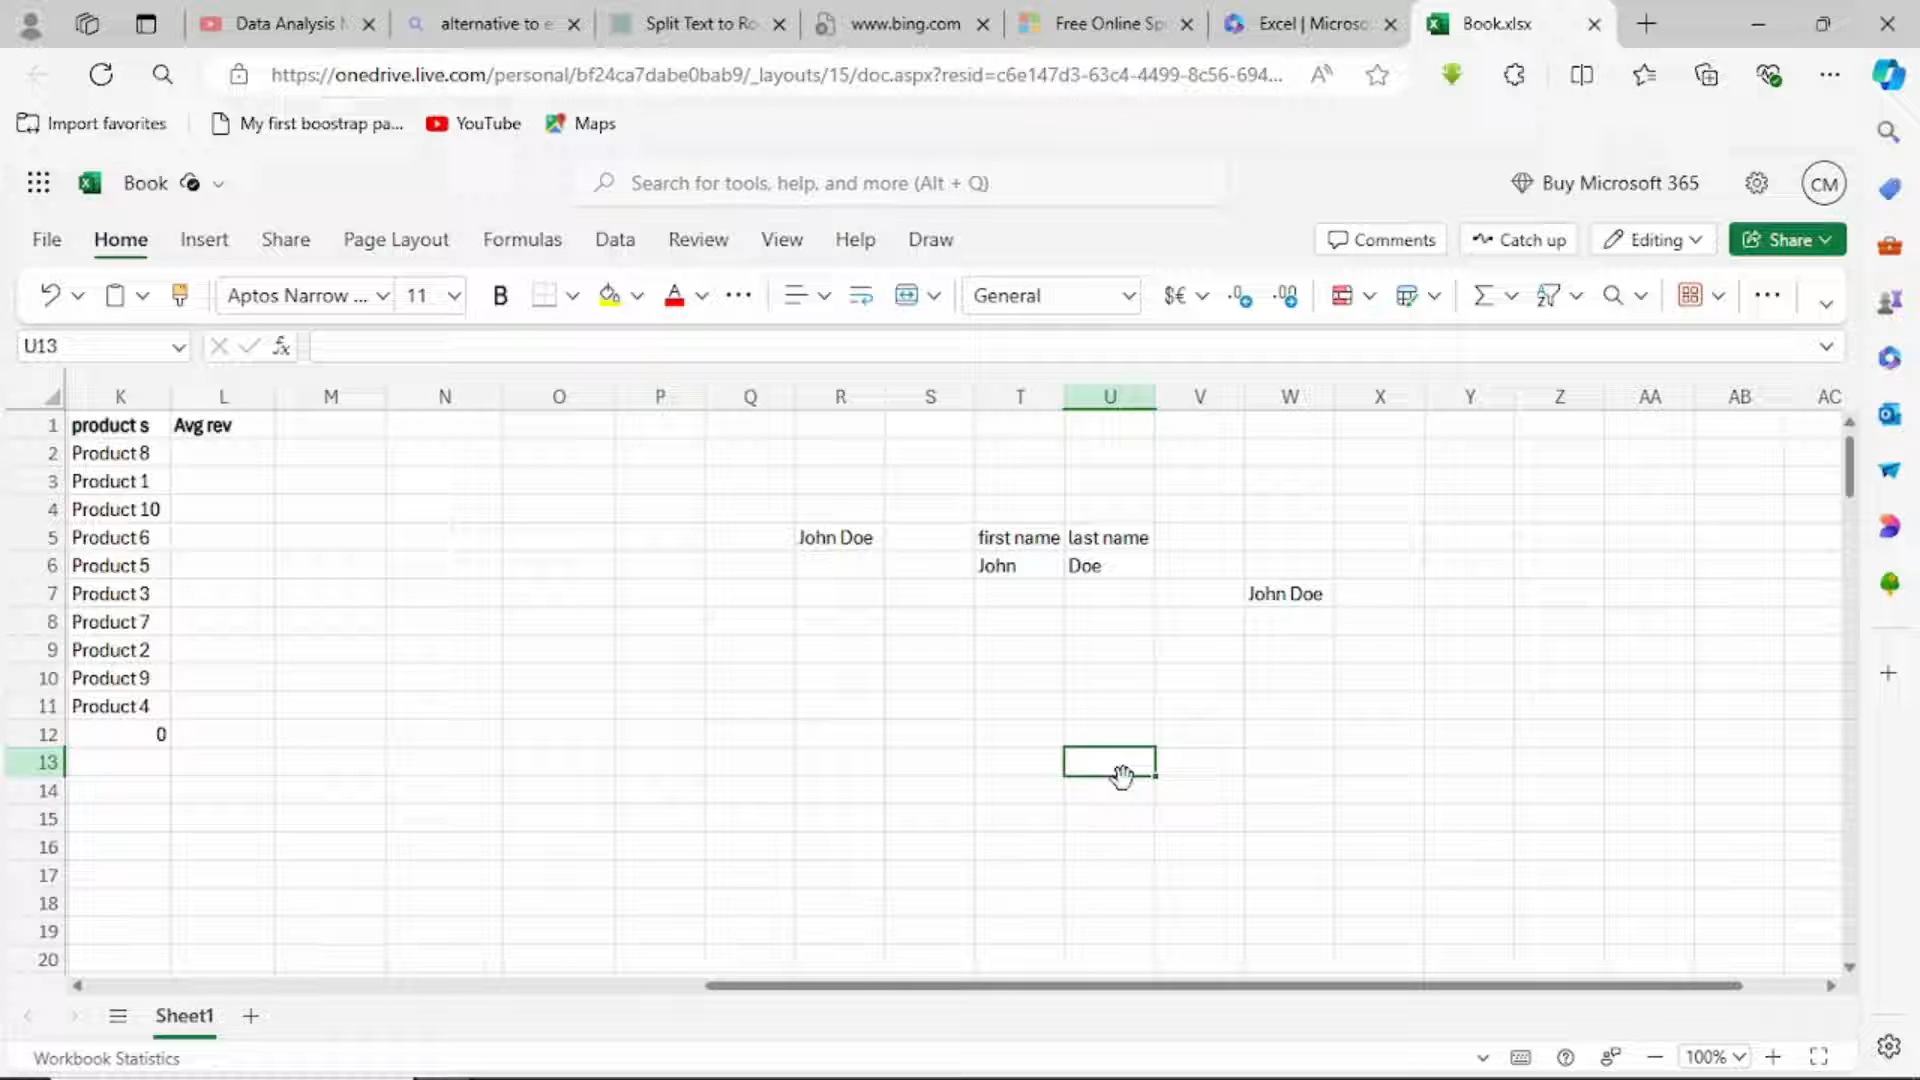 Data Analysis
alternative to e
Split Text to Ro
www.bing.com
Free Online Sp
Excel | Microso
Book.xlsx
https://onedrive.live.com/personal/bf24ca7dabe0bab9/_layouts/15/doc.aspx?resid=c6e147d3-63c4-4499-8c56-694...
Import favorites
My first boostrap pa...
YouTube
Maps
Book
Search for tools, help, and more (Alt + Q)
Buy Microsoft 365
CM
File Home Insert Share Page Layout Formulas Data Review View Help Draw
Comments
Catch up
Editing
Share
Aptos Narrow ...
11
B
General
$€
U13
fx
K L M N O P Q R S T U V W X Y Z AA AB AC
1 product s Avg rev
2 Product 8
3 Product 1
4 Product 10
5 Product 6 John Doe first name last name
6 Product 5 John Doe
7 Product 3 John Doe
8 Product 7
9 Product 2
10 Product 9
11 Product 4
12 0
13
14
15
16
17
18
19
20
Sheet1
Workbook Statistics
100%